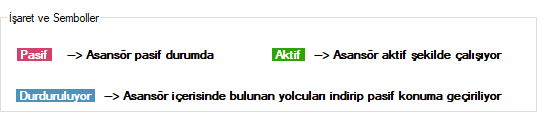 İşaret ve Semboller
Pasif --> Asansör pasif durumda Aktif --> Asansör aktif şekilde çalışıyor
Durduruluyor --> Asansör içerisinde bulunan yolcuları indirip pasif konuma geçiriliyor